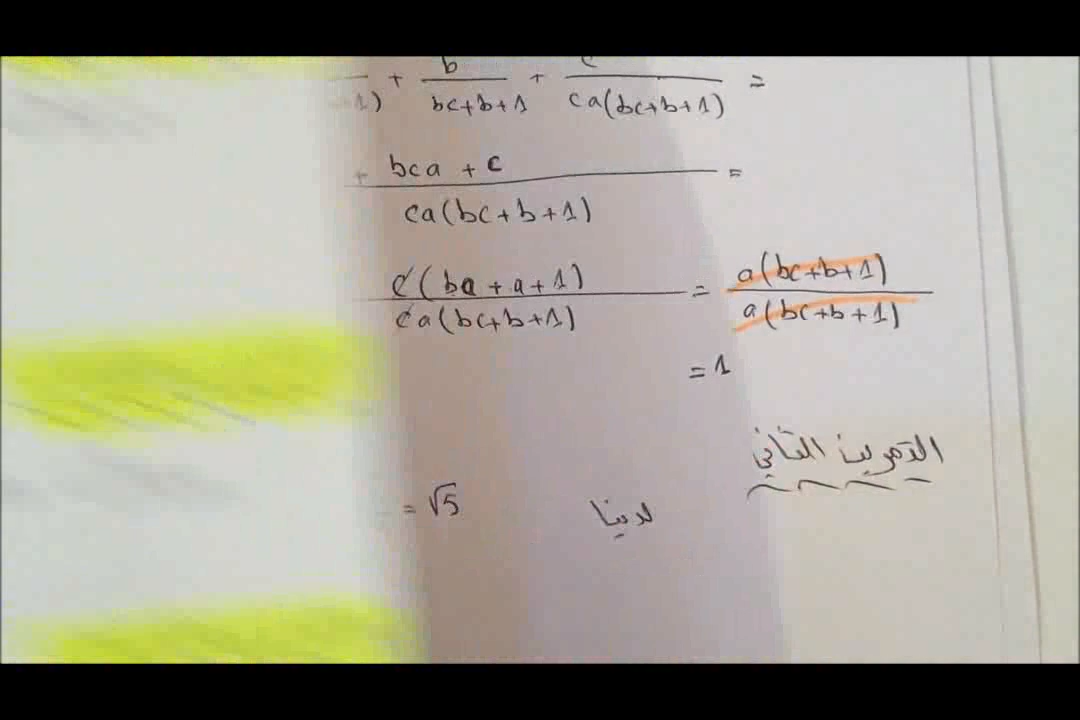 + b/(bc+b+1) + c/(ca(bc+b+1)) =
+ bca + c / ca(bc+b+1) =
c(ba+a+1) / ca(bc+b+1) = a(bc+b+1) / a(bc+b+1)
= 1
التمرين الثاني
لدينا = √5